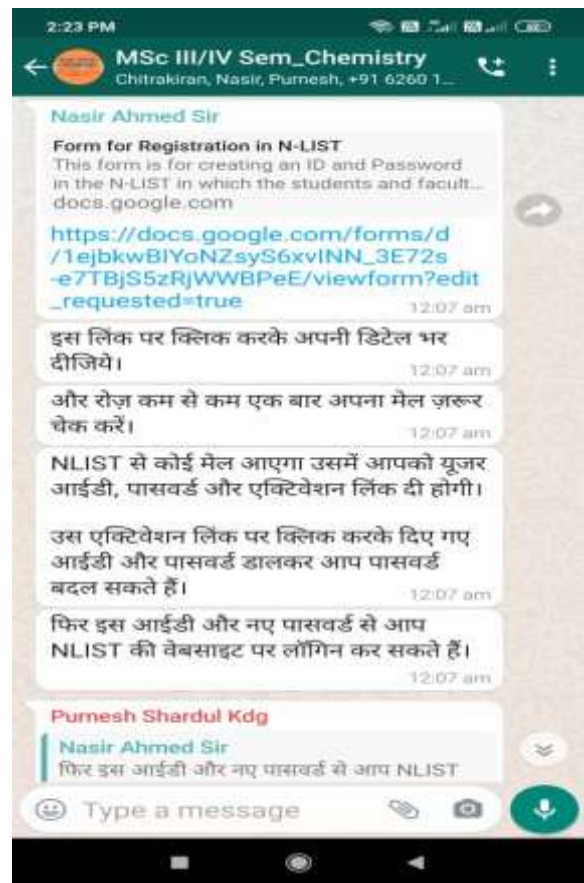 2:23 PM
MSc III/IV Sem_Chemistry
Chitrakiran, Nasir, Purnesh, +91 6260 1...
Nasir Ahmed Sir
Form for Registration in N-LIST
This form is for creating an ID and Password
in the N-LIST in which the students and facult...
docs.google.com
https://docs.google.com/forms/d
/1ejbkwBIYoNZsyS6xvINN_3E72s
-e7TBjS5zRjWWBPeE/viewform?edit
_requested=true
12:07 am
इस लिंक पर क्लिक करके अपनी डिटेल भर
दीजिये।
12:07 am
और रोज़ कम से कम एक बार अपना मेल ज़रूर
चेक करें।
12:07 am
NLIST से कोई मेल आएगा उसमें आपको यूजर
आईडी, पासवर्ड और एक्टिवेशन लिंक दी होगी।
उस एक्टिवेशन लिंक पर क्लिक करके दिए गए
आईडी और पासवर्ड डालकर आप पासवर्ड
बदल सकते हैं।
12:07 am
फिर इस आईडी और नए पासवर्ड से आप
NLIST की वेबसाइट पर लॉगिन कर सकते हैं।
12:07 am
Purnesh Shardul Kdg
Nasir Ahmed Sir
फिर इस आईडी और नए पासवर्ड से आप NLIST
Type a message